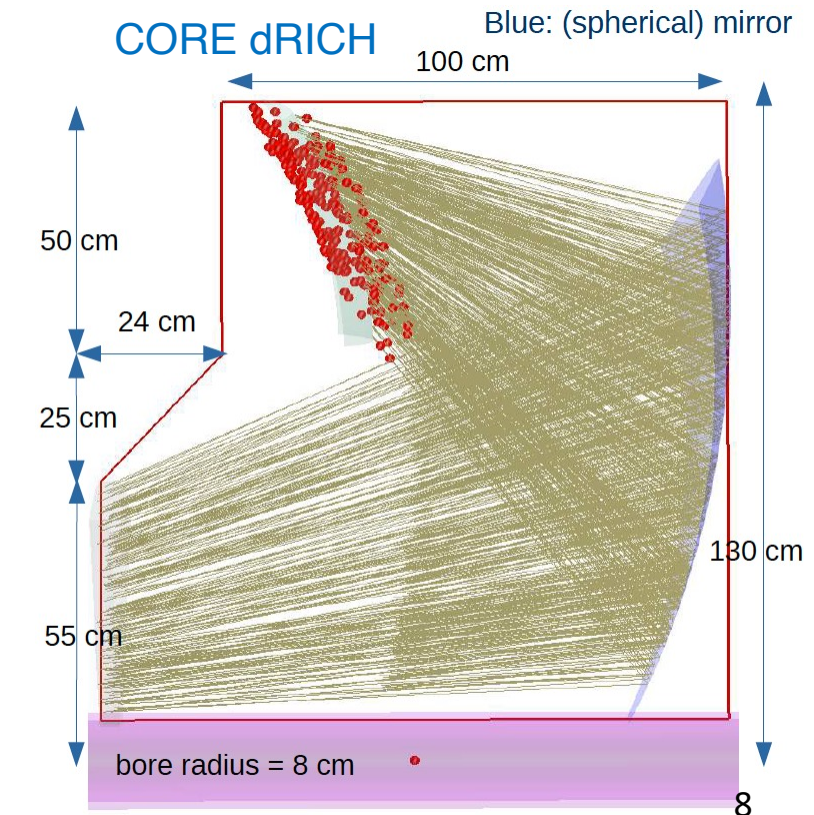 CORE dRICH
Blue: (spherical) mirror
100 cm
50 cm
24 cm
25 cm
130 cm
55 cm
bore radius = 8 cm
8